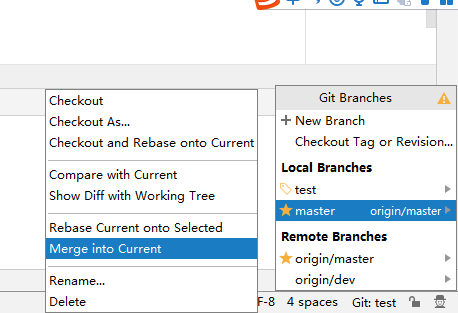 Checkout
Checkout As...
Checkout and Rebase onto Current
Compare with Current
Show Diff with Working Tree
Rebase Current onto Selected
Merge into Current
Rename...
Delete
Git Branches
New Branch
Checkout Tag or Revision...
Local Branches
test
master origin/master
Remote Branches
origin/master
origin/dev
F-8 4 spaces Git: test